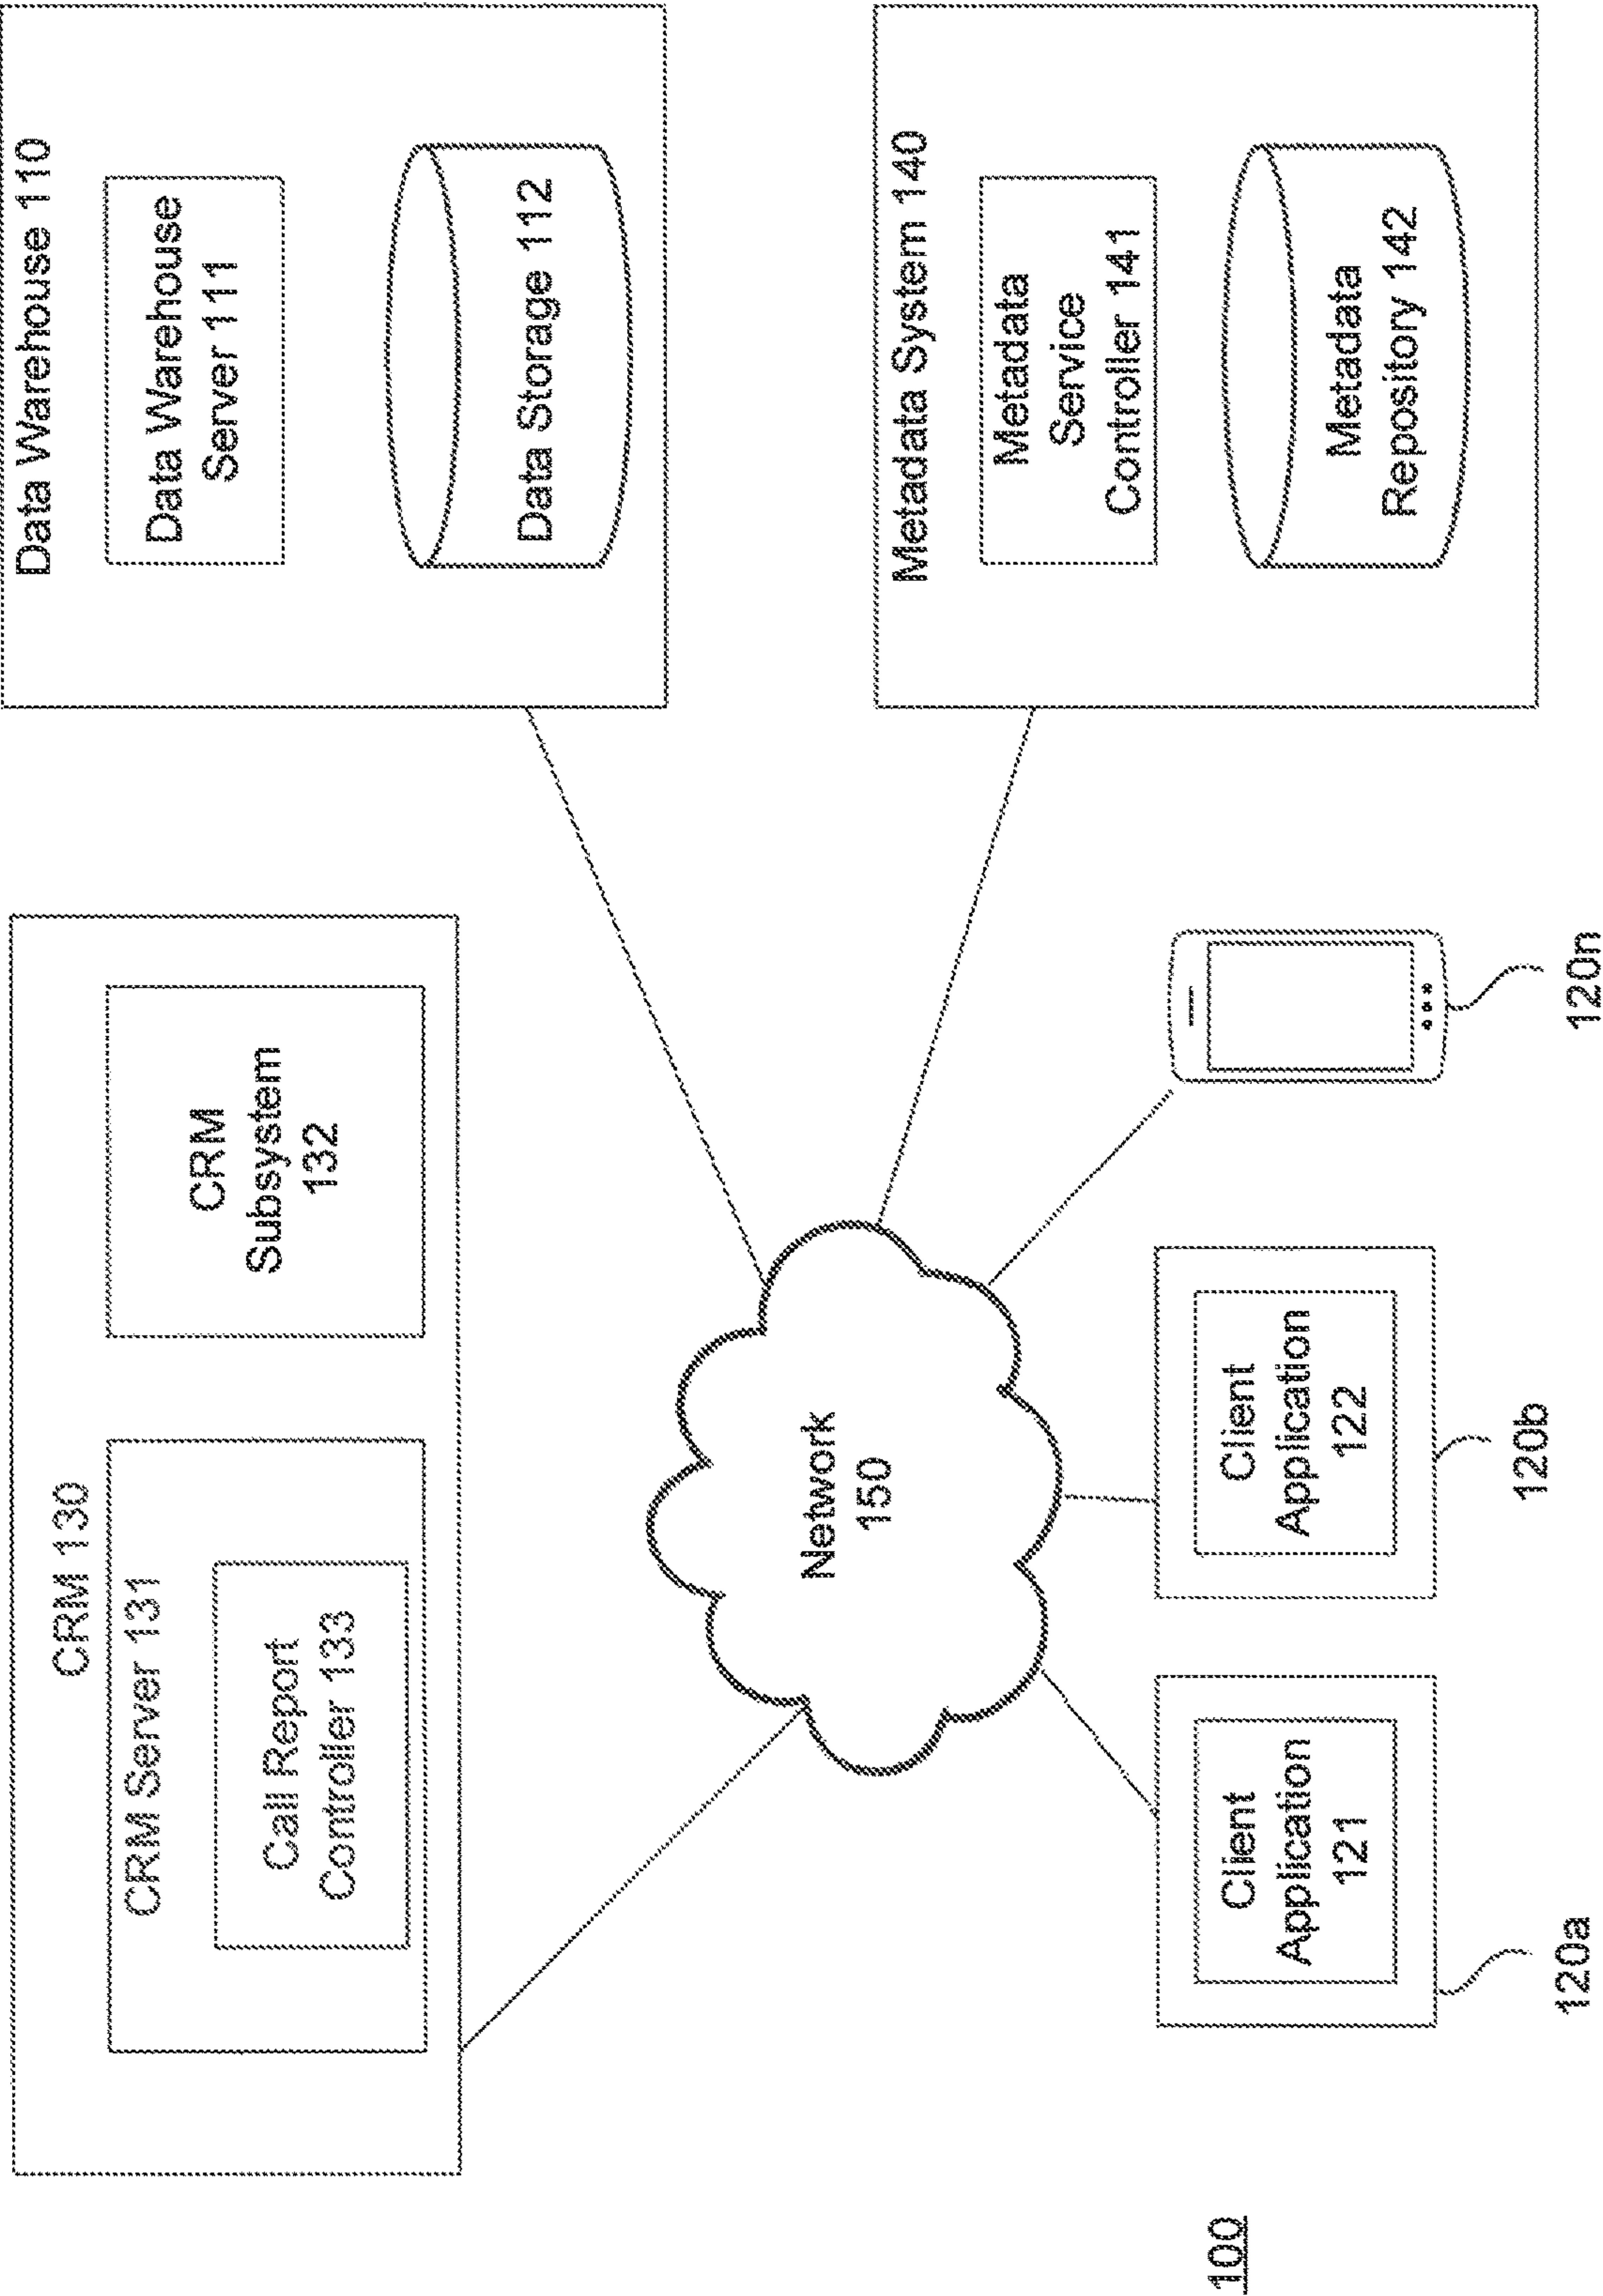 CRM 130
CRM Server 131
Call Report
Controller 133
CRM
Subsystem
132
Data Warehouse 110
Data Warehouse
Server 111
Data Storage 112
Network
150
Metadata System 140
Metadata
Service
Controller 141
Metadata
Repository 142
Client
Application
121
120a
Client
Application
122
120b
120n
100